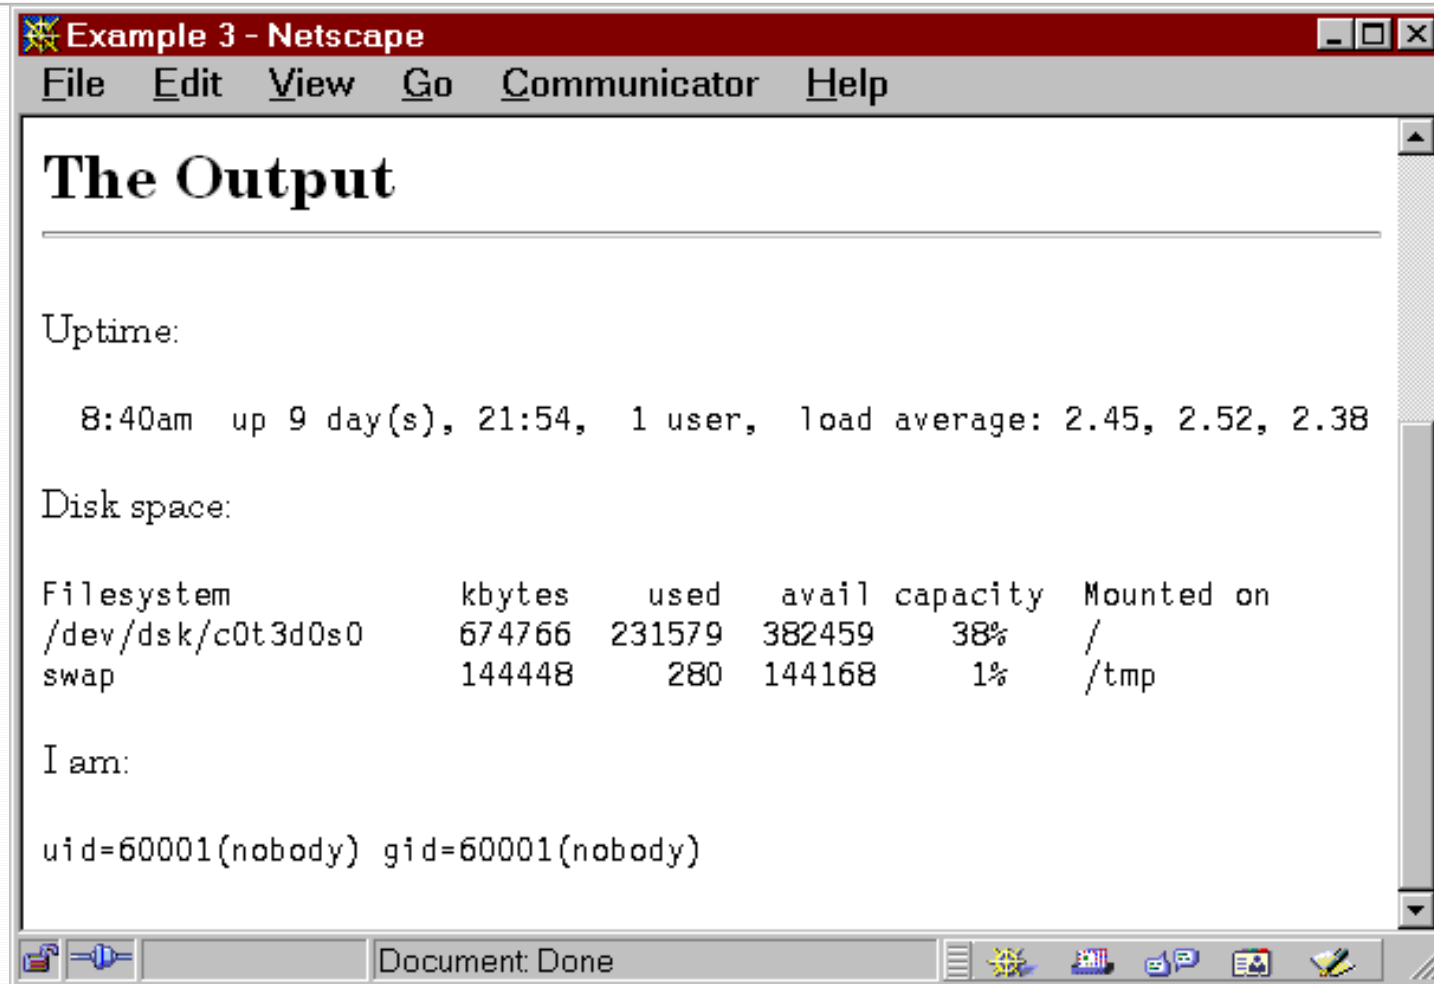 Example 3 - Netscape
File Edit View Go Communicator Help
The Output
Uptime:
8:40am up 9 day(s), 21:54, 1 user, load average: 2.45, 2.52, 2.38
Disk space:
Filesystem kbytes used avail capacity Mounted on
/dev/dsk/c0t3d0s0 674766 231579 382459 38% /
swap 144448 280 144168 1% /tmp
I am:
uid=60001(nobody) gid=60001(nobody)
Document: Done